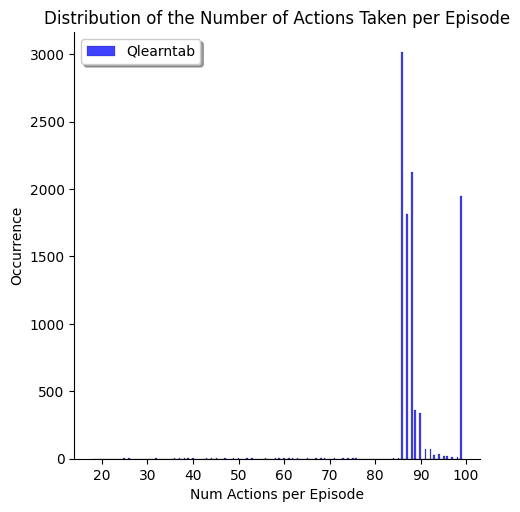 Distribution of the Number of Actions Taken per Episode
Qlearntab
Occurrence
3000
2500
2000
1500
1000
500
0
20 30 40 50 60 70 80 90 100
Num Actions per Episode